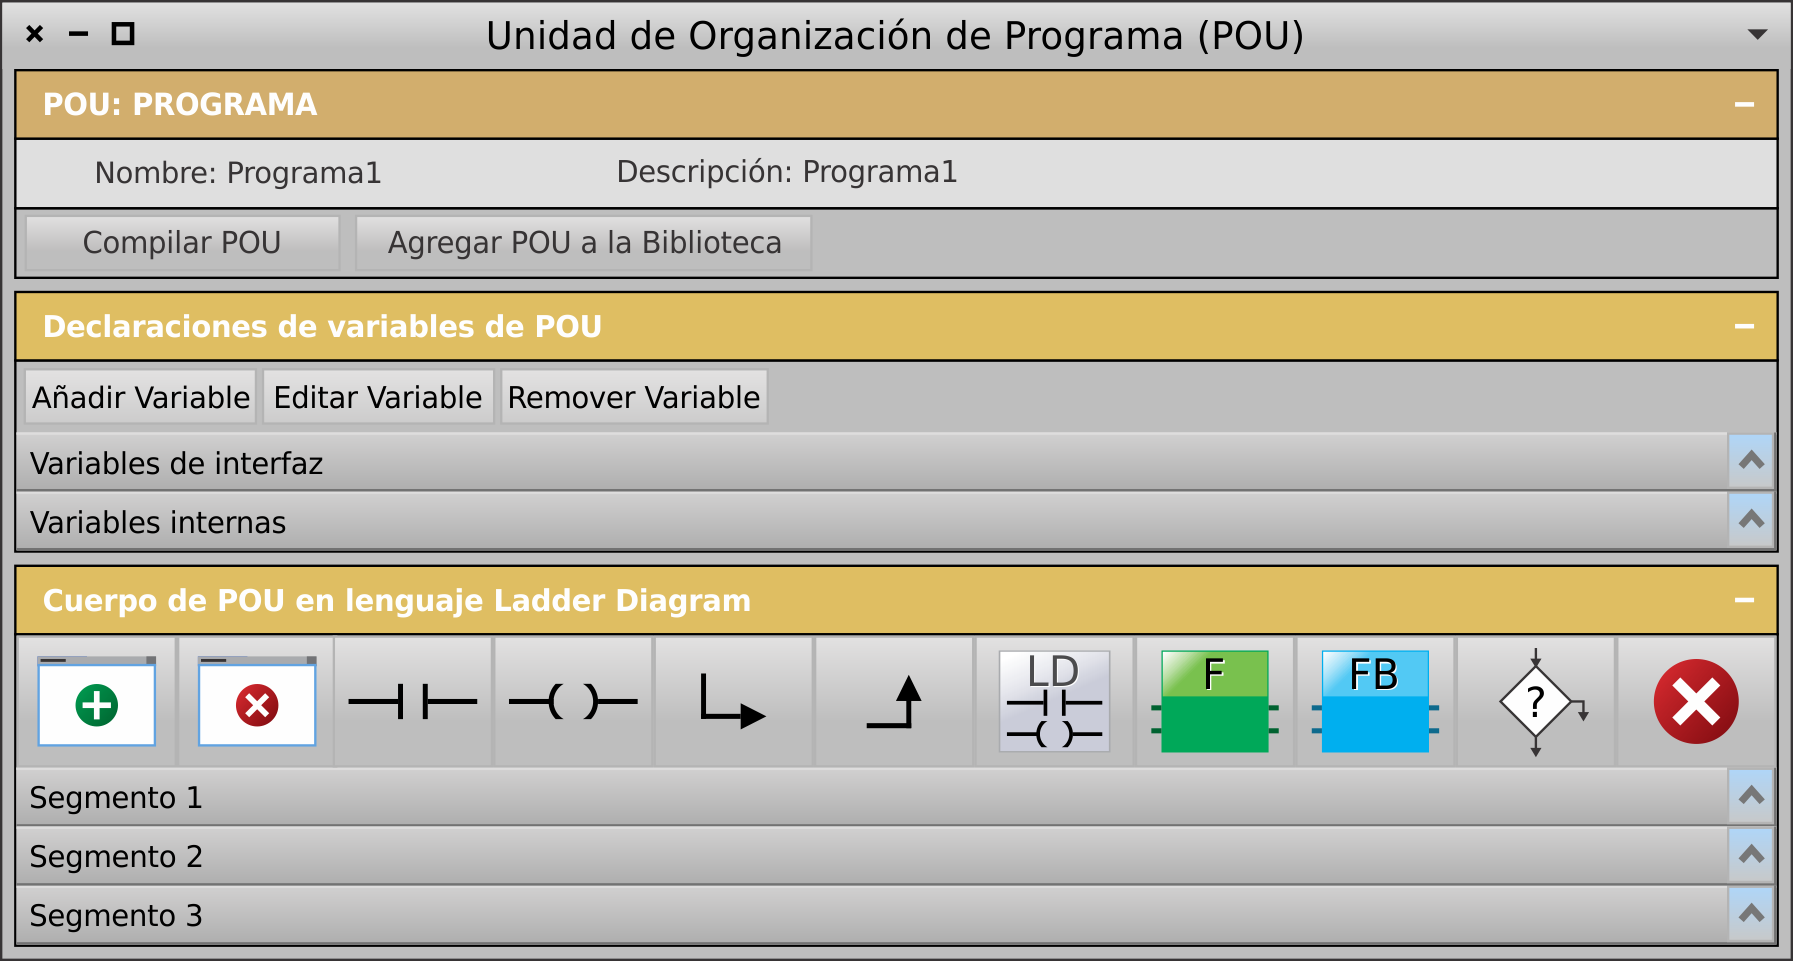 Unidad de Organización de Programa (POU)
POU: PROGRAMA
Nombre: Programa1 Descripción: Programa1
Compilar POU Agregar POU a la Biblioteca
Declaraciones de variables de POU
Añadir Variable Editar Variable Remover Variable
Variables de interfaz
Variables internas
Cuerpo de POU en lenguaje Ladder Diagram
LD F FB ?
Segmento 1
Segmento 2
Segmento 3